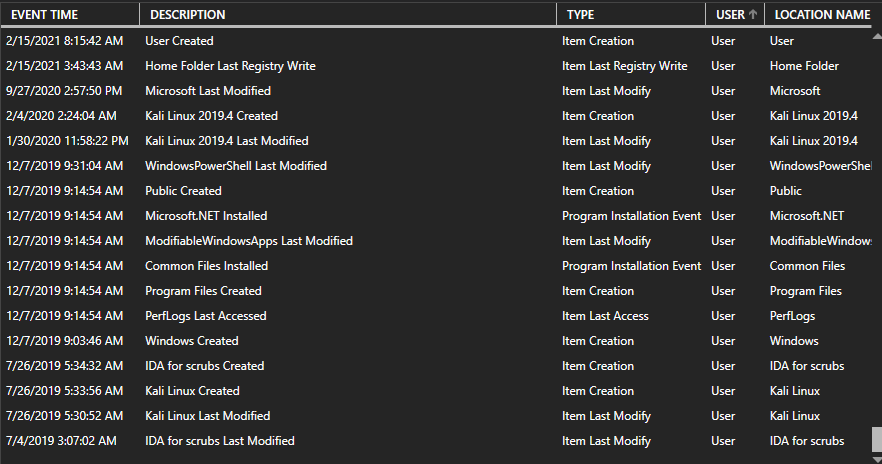 EVENT TIME DESCRIPTION TYPE USER LOCATION NAME
2/15/2021 8:15:42 AM User Created Item Creation User User
2/15/2021 3:43:43 AM Home Folder Last Registry Write Item Last Registry Write User Home Folder
9/27/2020 2:57:50 PM Microsoft Last Modified Item Last Modify User Microsoft
2/4/2020 2:24:04 AM Kali Linux 2019.4 Created Item Creation User Kali Linux 2019.4
1/30/2020 11:58:22 PM Kali Linux 2019.4 Last Modified Item Last Modify User Kali Linux 2019.4
12/7/2019 9:31:04 AM WindowsPowerShell Last Modified Item Last Modify User WindowsPowerShel
12/7/2019 9:14:54 AM Public Created Item Creation User Public
12/7/2019 9:14:54 AM Microsoft.NET Installed Program Installation Event User Microsoft.NET
12/7/2019 9:14:54 AM ModifiableWindowsApps Last Modified Item Last Modify User ModifiableWindows
12/7/2019 9:14:54 AM Common Files Installed Program Installation Event User Common Files
12/7/2019 9:14:54 AM Program Files Created Item Creation User Program Files
12/7/2019 9:14:54 AM PerfLogs Last Accessed Item Last Access User PerfLogs
12/7/2019 9:03:46 AM Windows Created Item Creation User Windows
7/26/2019 5:34:32 AM IDA for scrubs Created Item Creation User IDA for scrubs
7/26/2019 5:33:56 AM Kali Linux Created Item Creation User Kali Linux
7/26/2019 5:30:52 AM Kali Linux Last Modified Item Last Modify User Kali Linux
7/4/2019 3:07:02 AM IDA for scrubs Last Modified Item Last Modify User IDA for scrubs